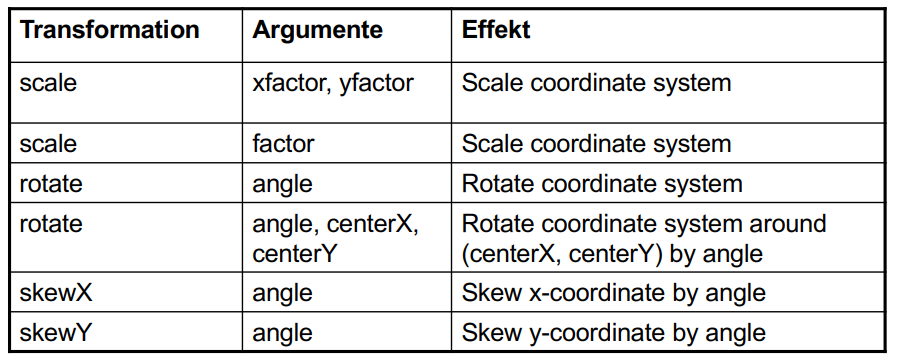 Transformation Argumente Effekt
scale xfactor, yfactor Scale coordinate system
scale factor Scale coordinate system
rotate angle Rotate coordinate system
rotate angle, centerX, Rotate coordinate system around
centerY (centerX, centerY) by angle
skewX angle Skew x-coordinate by angle
skewY angle Skew y-coordinate by angle